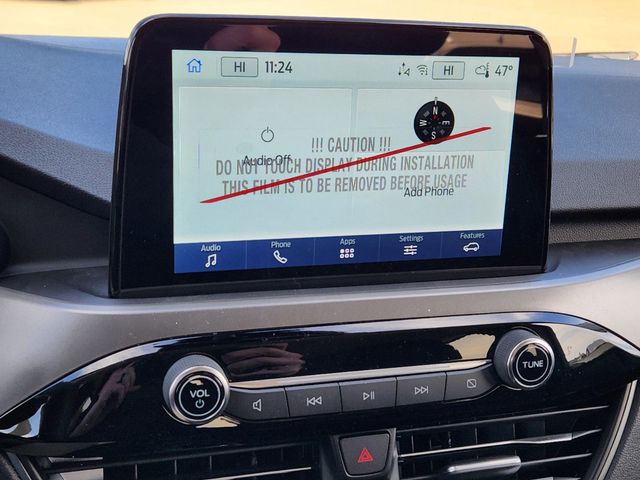 HI 11:24 HI 47°
N
W E
S
!!! CAUTION !!!
Audio Off
DO NOT TOUCH DISPLAY DURING INSTALLATION
THIS FILM IS TO BE REMOVED BEFORE USAGE
Add Phone
Audio Phone Apps Settings Features
VOL TUNE